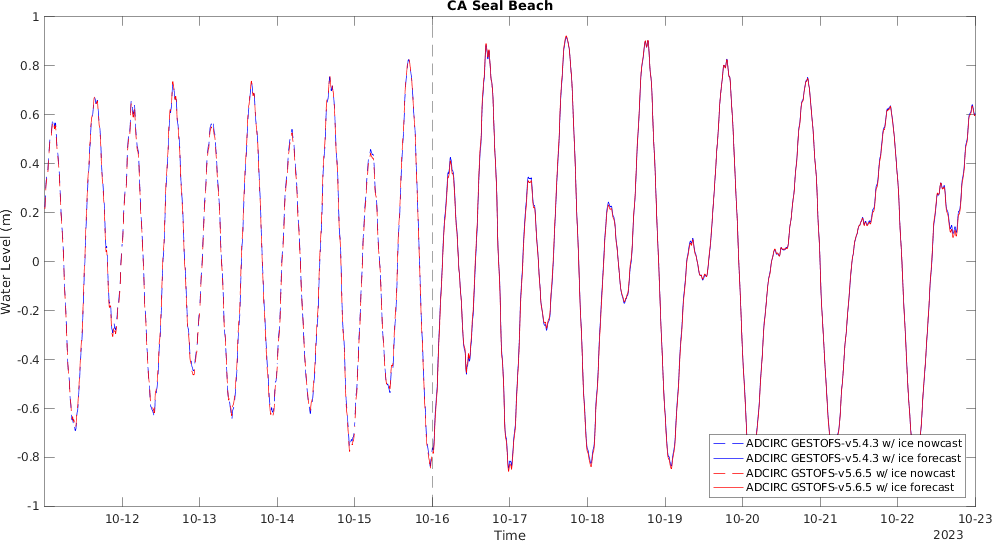 CA Seal Beach
1
0.8
0.6
0.4
0.2
0
-0.2
-0.4
-0.6
-0.8
-1
Water Level (m)
10-12 10-13 10-14 10-15 10-16 10-17 10-18 10-19 10-20 10-21 10-22 10-23
Time
2023
ADCIRC GESTOFS-v5.4.3 w/ ice nowcast
ADCIRC GESTOFS-v5.4.3 w/ ice forecast
ADCIRC GSTOFS-v5.6.5 w/ ice nowcast
ADCIRC GSTOFS-v5.6.5 w/ ice forecast